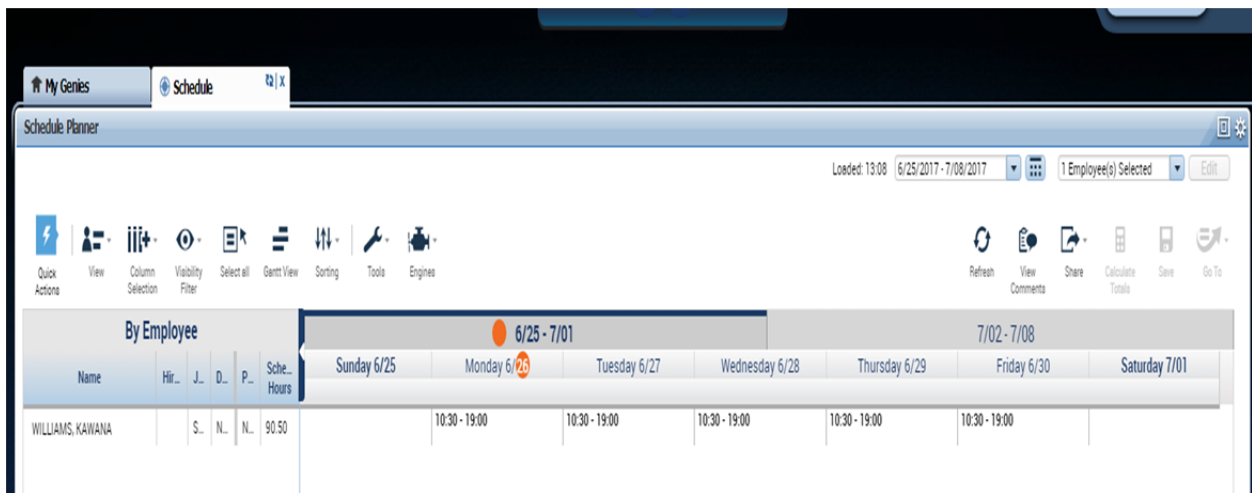 My Genies
Schedule
x
Schedule Planner
Loaded: 13:08 6/25/2017 - 7/08/2017 1 Employee(s) Selected Edit
Quick Actions
View
Column Selection
Visibility Filter
Select all
Gantt View
Sorting
Tools
Engines
Refresh
View Comments
Share
Calculate Totals
Save
Go To
By Employee
6/25 - 7/01
7/02 - 7/08
Name Hir... J... D... P... Sche... Hours
Sunday 6/25 Monday 6/26 Tuesday 6/27 Wednesday 6/28 Thursday 6/29 Friday 6/30 Saturday 7/01
WILLIAMS, KAWANA S... N... N... 90.50 10:30 - 19:00 10:30 - 19:00 10:30 - 19:00 10:30 - 19:00 10:30 - 19:00